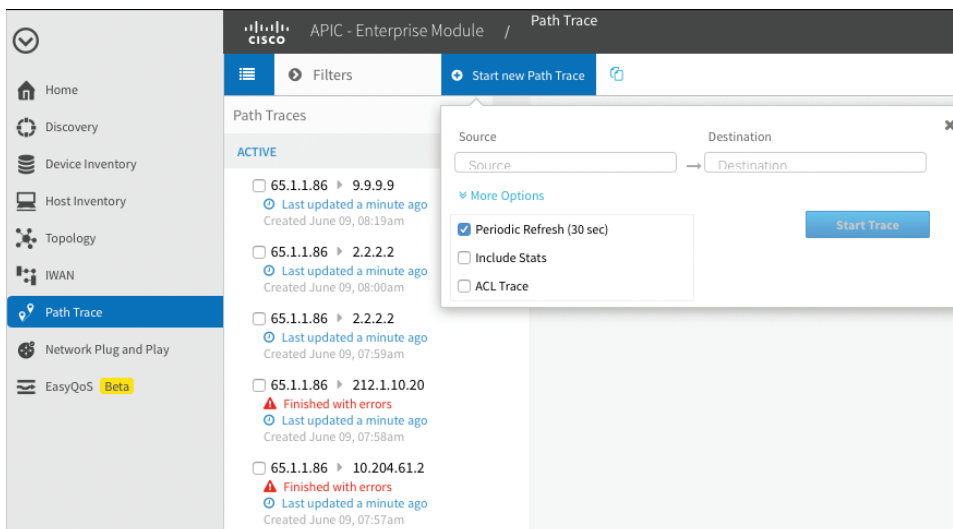 CISCO APIC - Enterprise Module / Path Trace
Home
Discovery
Device Inventory
Host Inventory
Topology
IWAN
Path Trace
Network Plug and Play
EasyQoS Beta
Filters
Start new Path Trace
Path Traces
ACTIVE
65.1.1.86 9.9.9.9
Last updated a minute ago
Created June 09, 08:19am
65.1.1.86 2.2.2.2
Last updated a minute ago
Created June 09, 08:00am
65.1.1.86 2.2.2.2
Last updated a minute ago
Created June 09, 07:59am
65.1.1.86 212.1.10.20
Finished with errors
Last updated a minute ago
Created June 09, 07:58am
65.1.1.86 10.204.61.2
Finished with errors
Last updated a minute ago
Created June 09, 07:57am
Source
Destination
Source
Destination
More Options
Periodic Refresh (30 sec)
Include Stats
ACL Trace
Start Trace